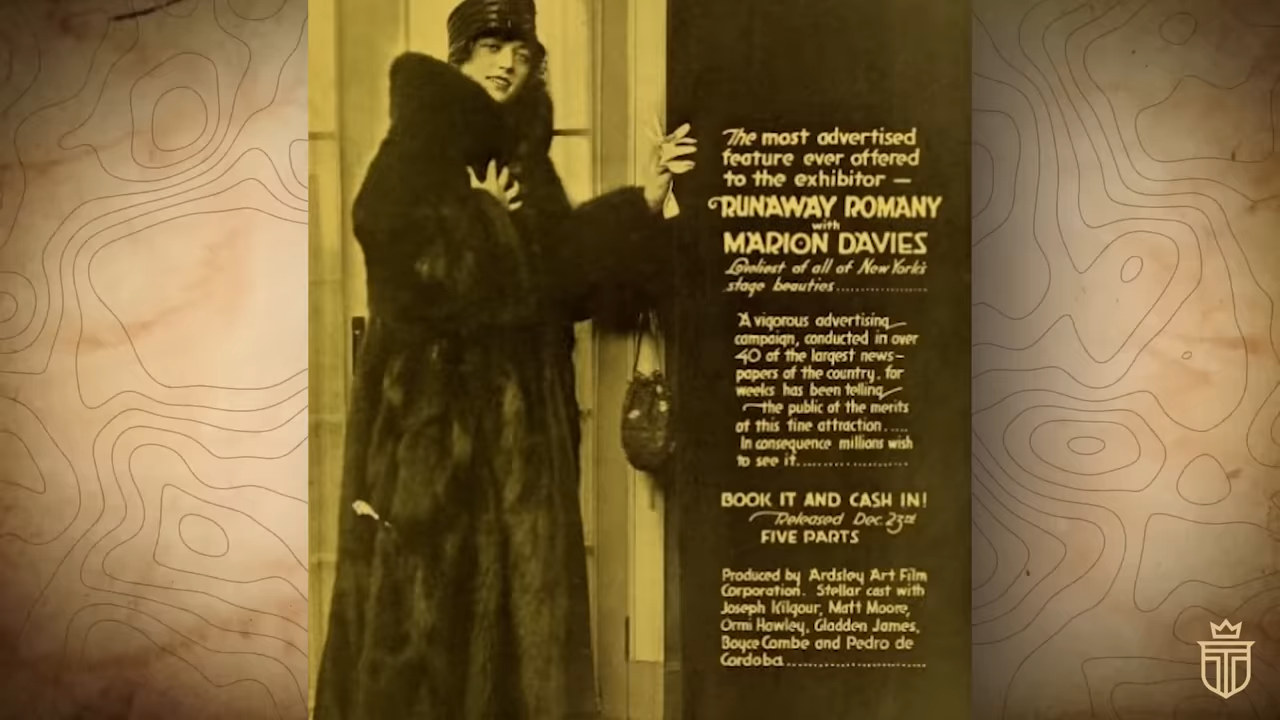 The most advertised
feature ever offered
to the exhibitor —
RUNAWAY ROMANY
with
MARION DAVIES
Loveliest of all of New York's
stage beauties
A vigorous advertising
campaign, conducted in over
40 of the largest news-
papers of the country, for
weeks has been telling
the public of the merits
of this fine attraction....
In consequence millions wish
to see it
BOOK IT AND CASH IN!
Released Dec. 23rd
FIVE PARTS
Produced by Ardsley Art Film
Corporation. Stellar cast with
Joseph Kilgour, Matt Moore,
Ormi Hawley, Gladden James,
Boyce Combe and Pedro de
Cordoba